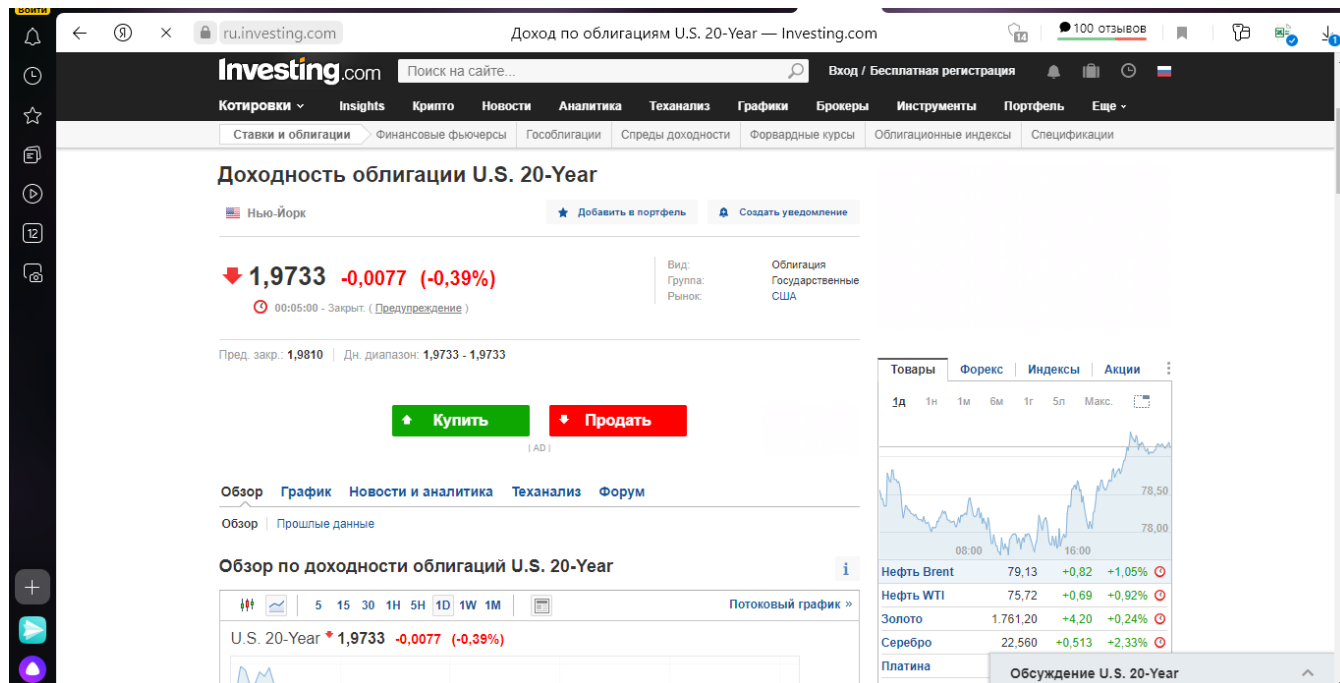 Войти
ru.investing.com
Доход по облигациям U.S. 20-Year — Investing.com
14
100 отзывов
1
12
Investing.com
Поиск на сайте...
Вход / Бесплатная регистрация
Котировки Insights Крипто Новости Аналитика Теханализ Графики Брокеры Инструменты Портфель Еще
Ставки и облигации Финансовые фьючерсы Гособлигации Спреды доходности Форвардные курсы Облигационные индексы Спецификации
Доходность облигации U.S. 20-Year
Нью-Йорк
Добавить в портфель
Создать уведомление
1,9733 -0,0077 (-0,39%)
00:05:00 - Закрыт. ( Предупреждение )
Вид: Облигация
Группа: Государственные
Рынок: США
Пред. закр.: 1,9810 Дн. диапазон: 1,9733 - 1,9733
Купить
Продать
| AD |
Обзор График Новости и аналитика Теханализ Форум
Обзор Прошлые данные
Обзор по доходности облигаций U.S. 20-Year
i
5 15 30 1H 5H 1D 1W 1M
Потоковый график »
U.S. 20-Year 1,9733 -0,0077 (-0,39%)
Товары Форекс Индексы Акции
1д 1н 1м 6м 1г 5л Макс.
78,50
78,00
08:00 16:00
Нефть Brent 79,13 +0,82 +1,05%
Нефть WTI 75,72 +0,69 +0,92%
Золото 1.761,20 +4,20 +0,24%
Серебро 22,560 +0,513 +2,33%
Платина
Обсуждение U.S. 20-Year